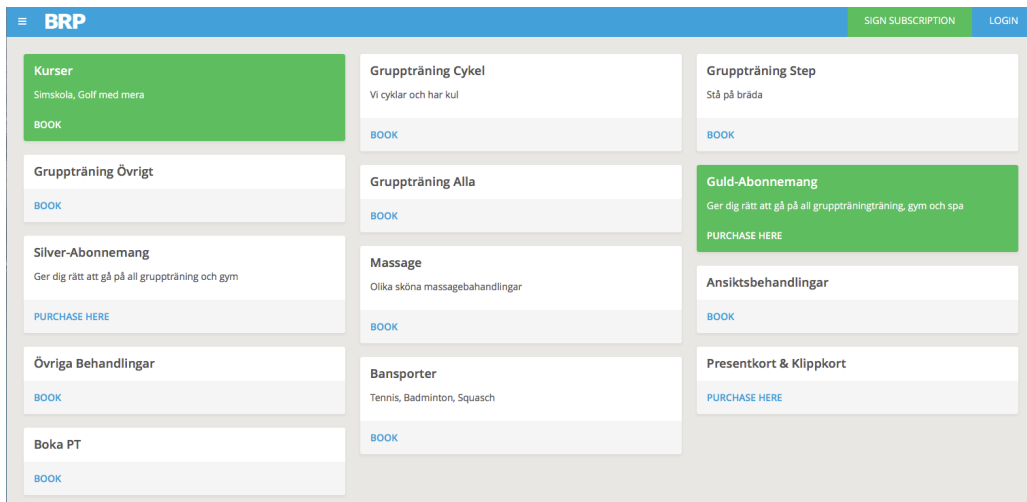 BRP
SIGN SUBSCRIPTION
LOGIN
Kurser
Simskola, Golf med mera
BOOK
Gruppträning Övrigt
BOOK
Silver-Abonnemang
Ger dig rätt att gå på all gruppträning och gym
PURCHASE HERE
Övriga Behandlingar
BOOK
Boka PT
BOOK
Gruppträning Cykel
Vi cyklar och har kul
BOOK
Gruppträning Alla
BOOK
Massage
Olika sköna massagebahandlingar
BOOK
Bansporter
Tennis, Badminton, Squasch
BOOK
Gruppträning Step
Stå på bräda
BOOK
Guld-Abonnemang
Ger dig rätt att gå på all gruppträningträning, gym och spa
PURCHASE HERE
Ansiktsbehandlingar
BOOK
Presentkort & Klippkort
PURCHASE HERE